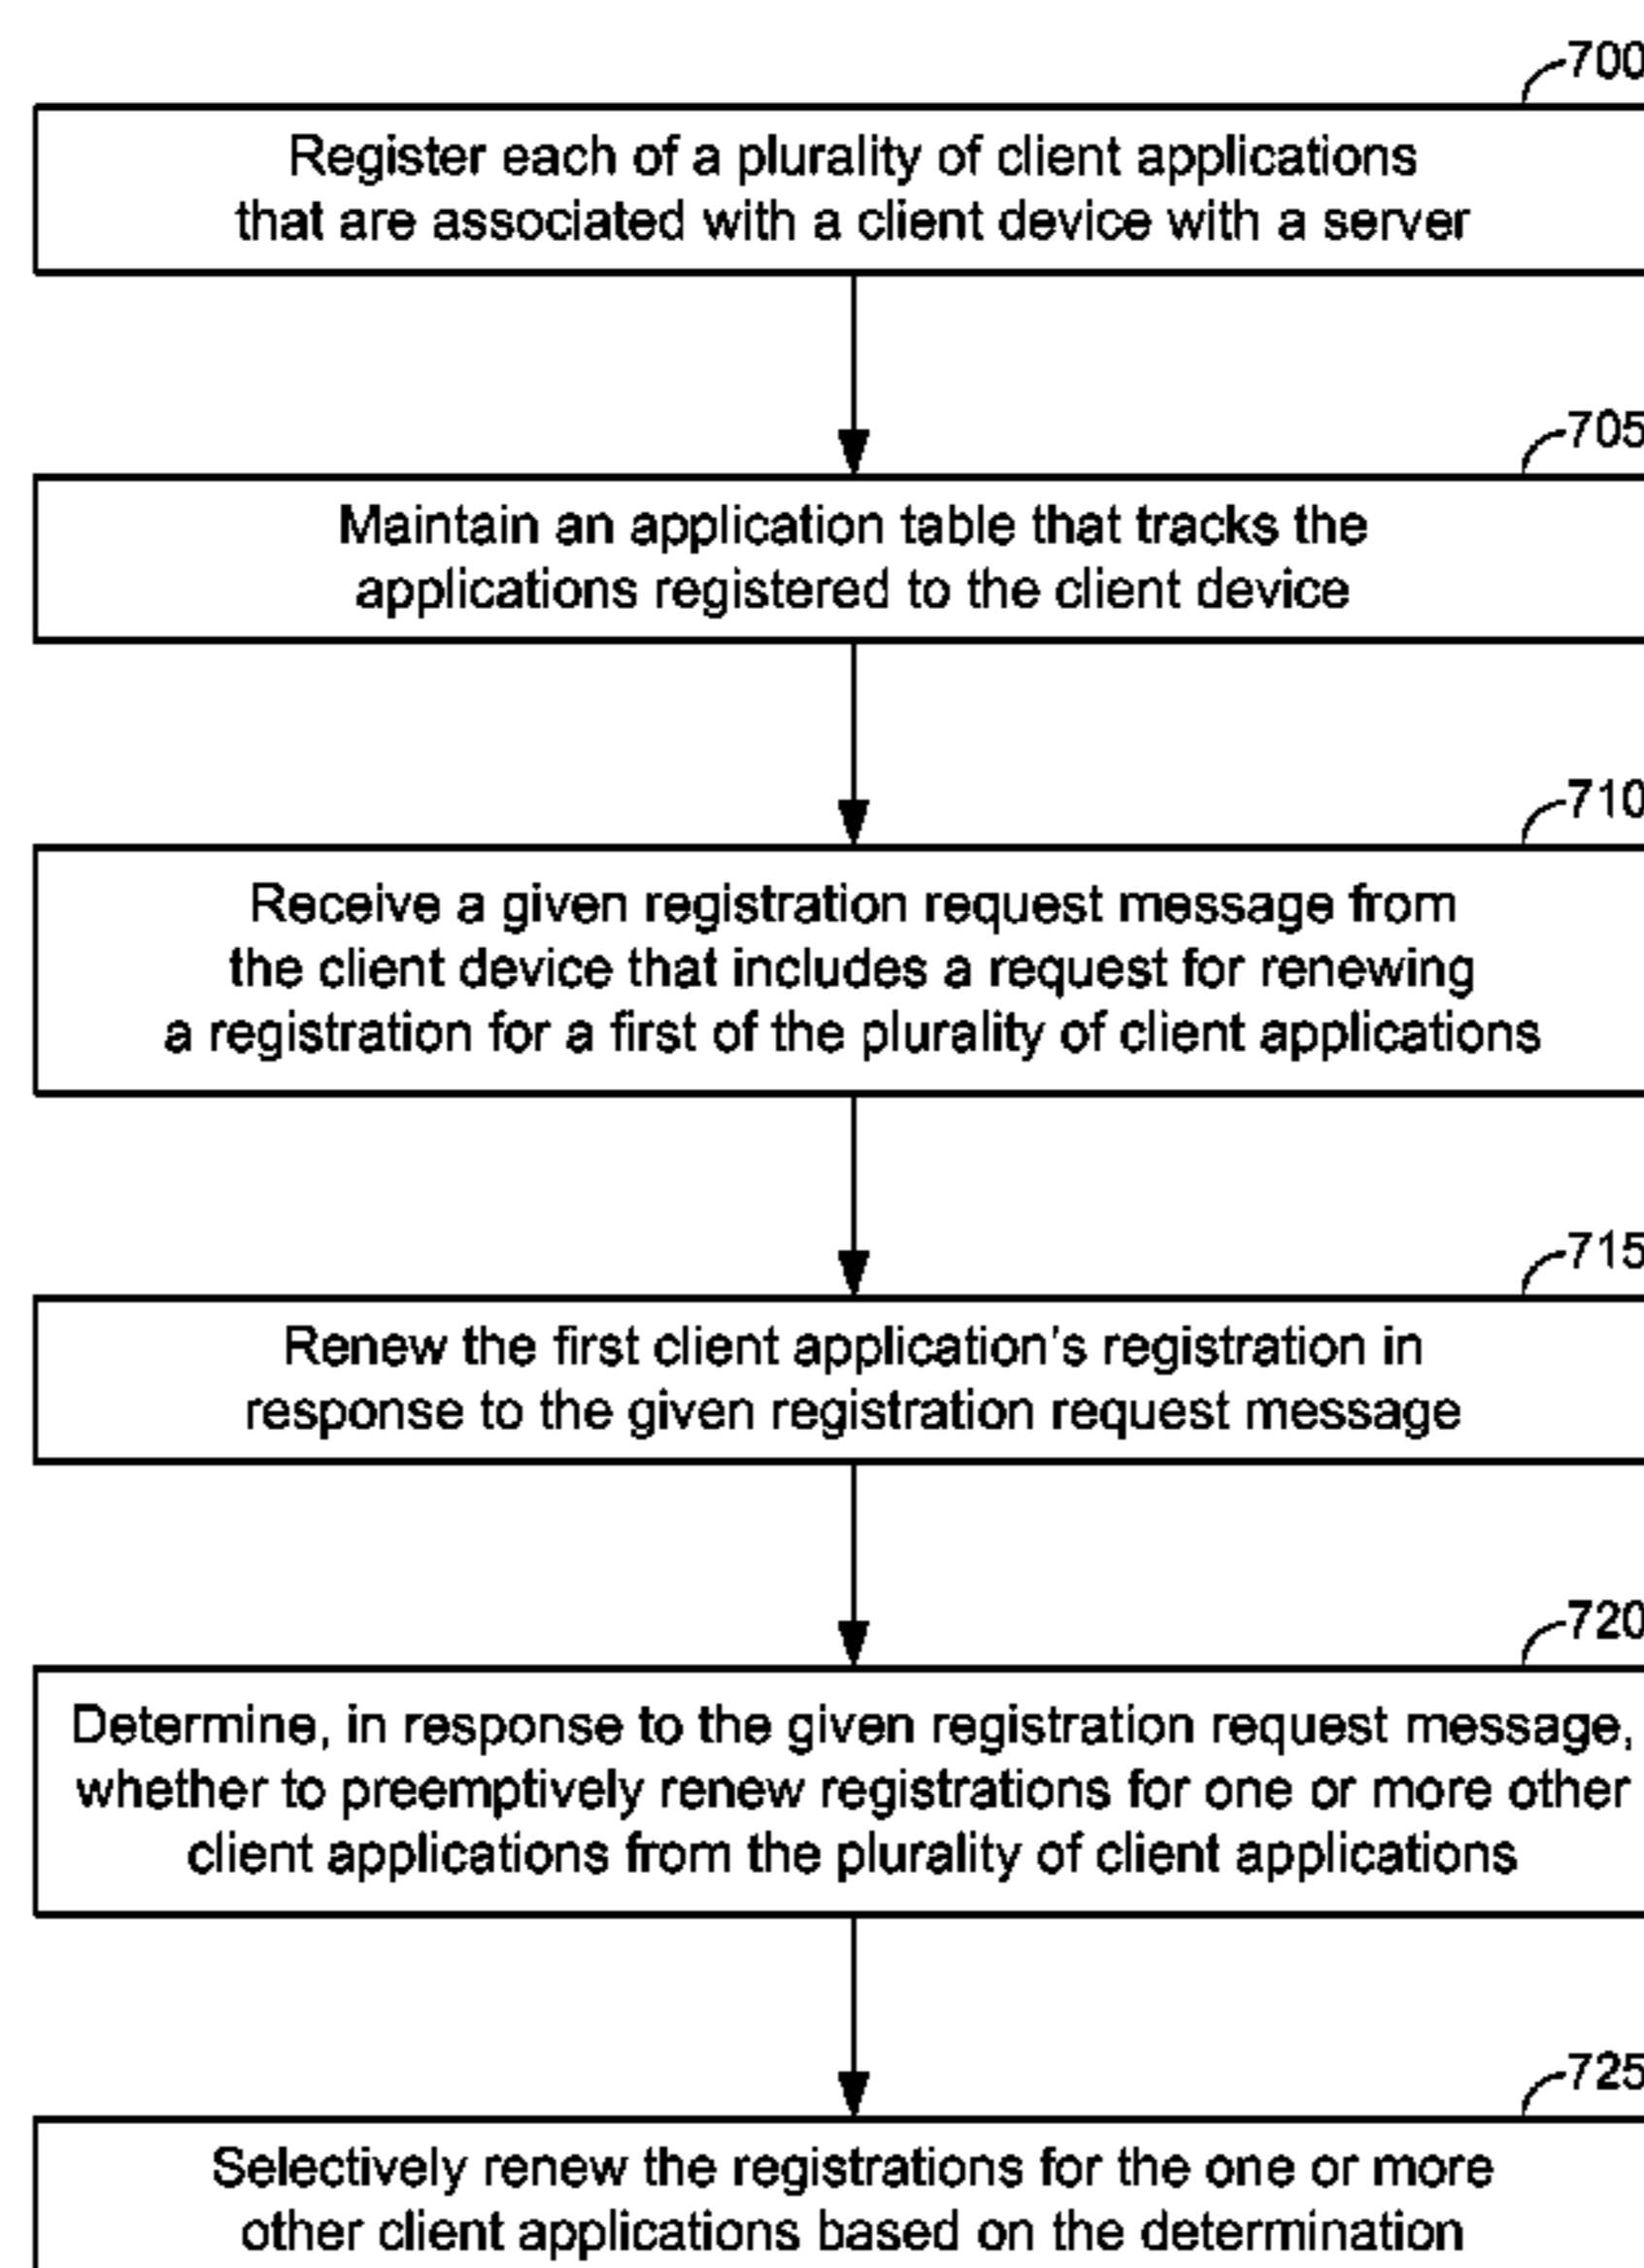 700
Register each of a plurality of client applications
that are associated with a client device with a server
705
Maintain an application table that tracks the
applications registered to the client device
710
Receive a given registration request message from
the client device that includes a request for renewing
a registration for a first of the plurality of client applications
715
Renew the first client application's registration in
response to the given registration request message
720
Determine, in response to the given registration request message,
whether to preemptively renew registrations for one or more other
client applications from the plurality of client applications
725
Selectively renew the registrations for the one or more
other client applications based on the determination